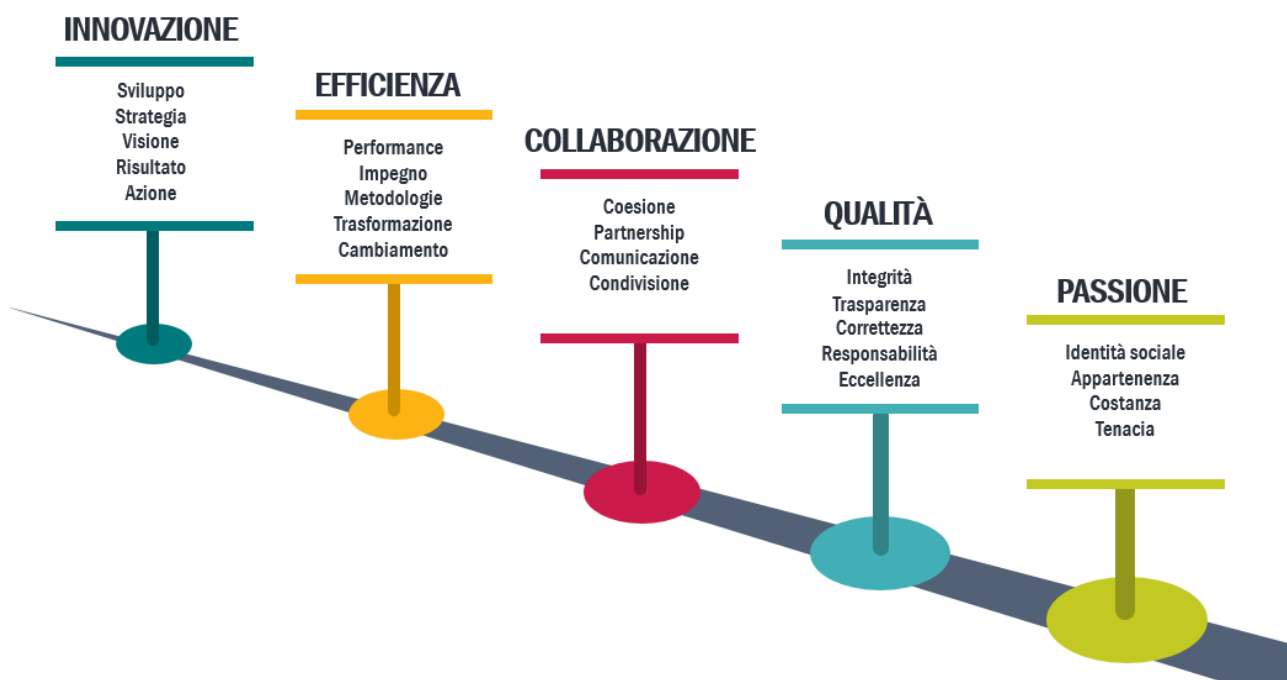 INNOVAZIONE
Sviluppo
Strategia
Visione
Risultato
Azione
EFFICIENZA
Performance
Impegno
Metodologie
Trasformazione
Cambiamento
COLLABORAZIONE
Coesione
Partnership
Comunicazione
Condivisione
QUALITÀ
Integrità
Trasparenza
Correttezza
Responsabilità
Eccellenza
PASSIONE
Identità sociale
Appartenenza
Costanza
Tenacia